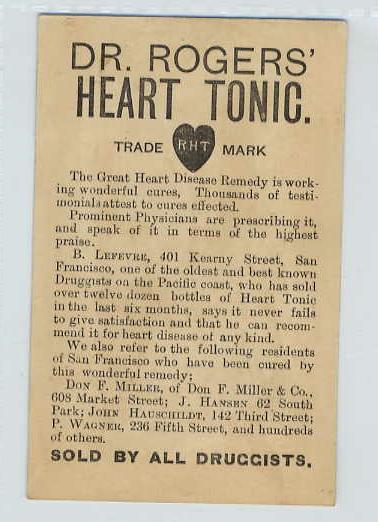 DR. ROGERS'
HEART TONIC.
TRADE RHT MARK
The Great Heart Disease Remedy is work-
ing wonderful cures, Thousands of testi-
monials attest to cures effected.
Prominent Physicians are prescribing it,
and speak of it in terms of the highest
praise.
B. LEFEVRE, 401 Kearny Street, San
Francisco, one of the oldest and best known
Druggists on the Pacific coast, who has sold
over twelve dozen bottles of Heart Tonic
in the last six months, says it never fails
to give satisfaction and that he can recom-
mend it for heart disease of any kind.
We also refer to the following residents
of San Francisco who have been cured by
this wonderful remedy;
DON F. MILLER, of Don F. Miller & Co.,
608 Market Street; J. HANSEN 62 South
Park; JOHN HAUSCHILDT, 142 Third Street;
P. WAGNER, 236 Fifth Street, and hundreds
of others.
SOLD BY ALL DRUGGISTS.